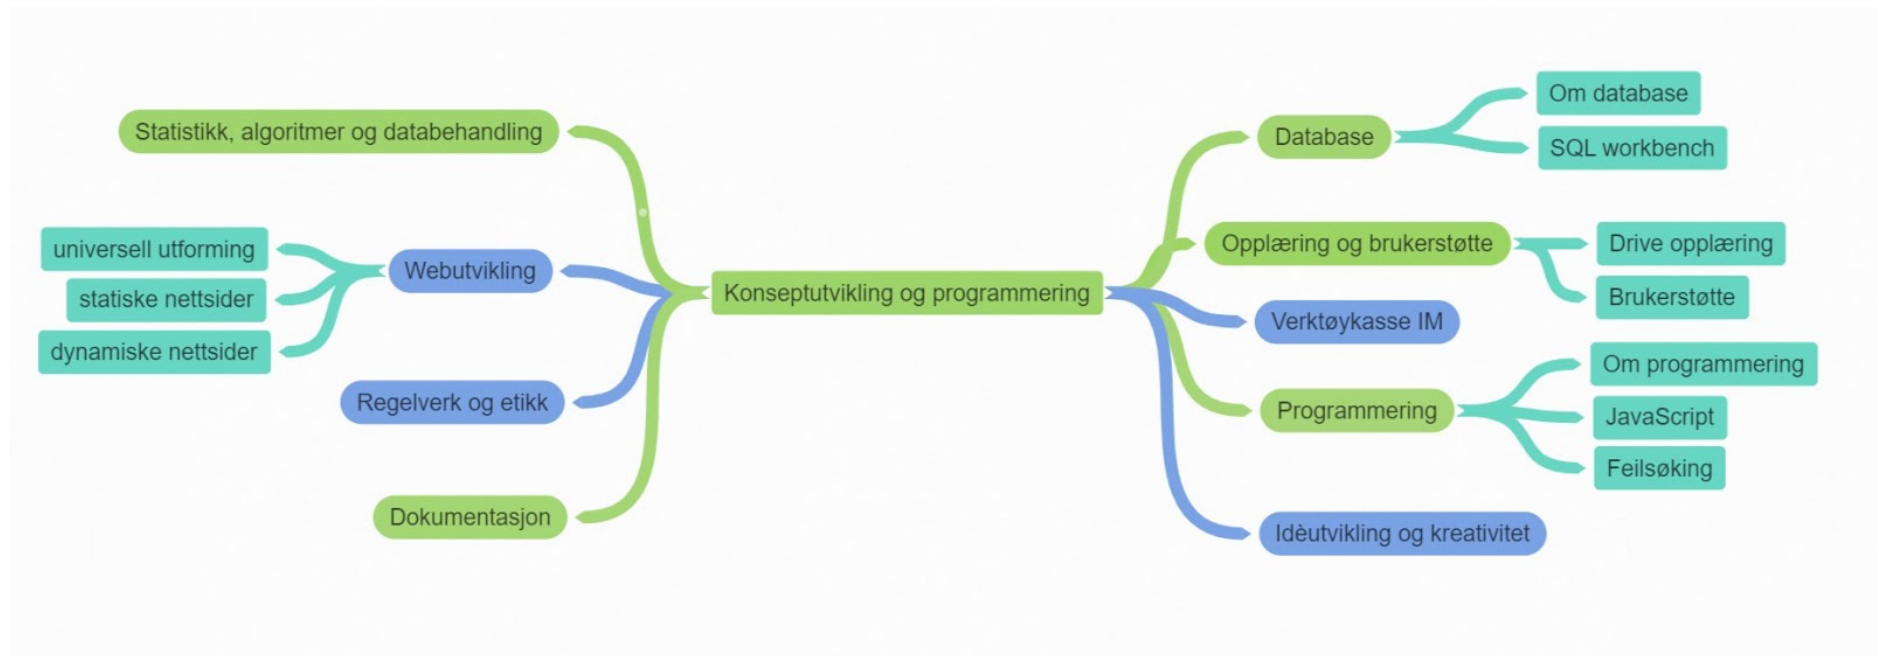 Statistikk, algoritmer og databehandling
universell utforming
Webutvikling
statiske nettsider
dynamiske nettsider
Regelverk og etikk
Dokumentasjon
Konseptutvikling og programmering
Database
Om database
SQL workbench
Opplæring og brukerstøtte
Drive opplæring
Brukerstøtte
Verktøykasse IM
Programmering
Om programmering
JavaScript
Feilsøking
Idèutvikling og kreativitet